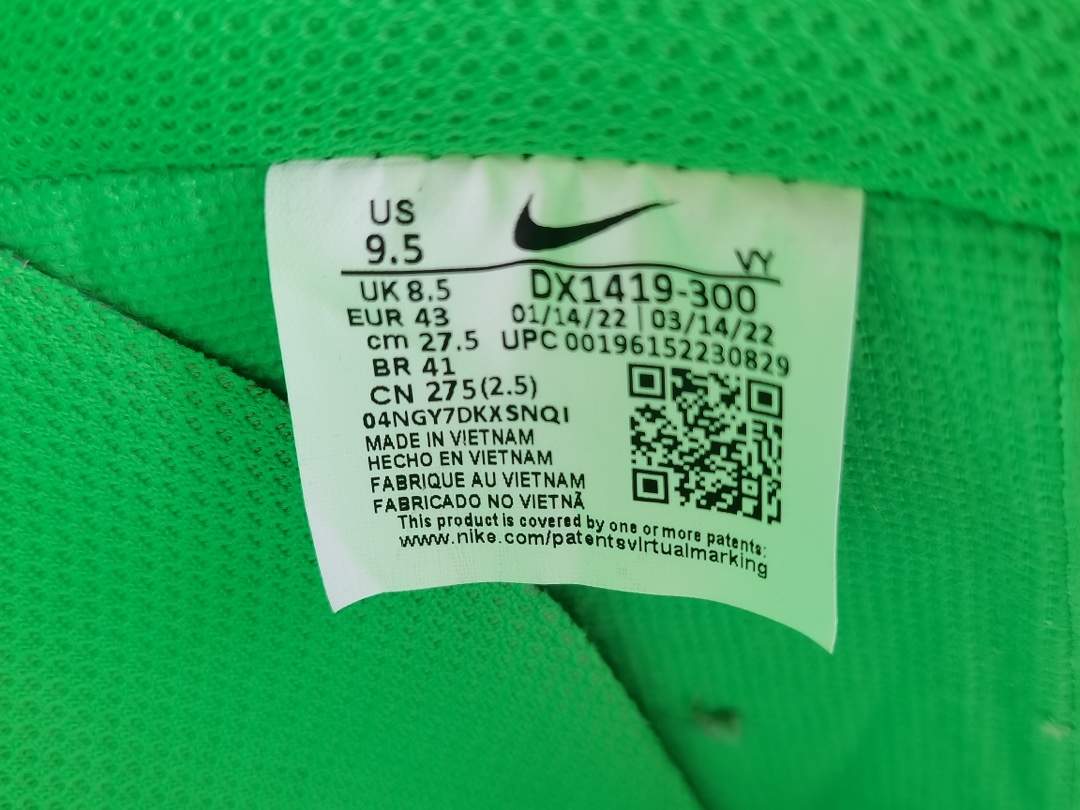 US
9.5
VY
UK 8.5
DX1419-300
EUR 43
01/14/22 | 03/14/22
cm 27.5
UPC 00196152230829
BR 41
CN 275(2.5)
04NGY7DKXSNQI
MADE IN VIETNAM
HECHO EN VIETNAM
FABRIQUE AU VIETNAM
FABRICADO NO VIETNÃ
This product is covered by one or more patents:
www.nike.com/patentsvirtualmarking